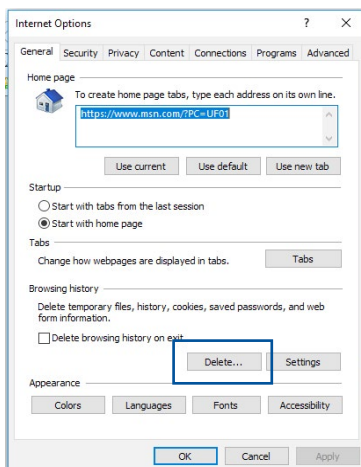 Internet Options ? X
General Security Privacy Content Connections Programs Advanced
Home page
To create home page tabs, type each address on its own line.
https://www.msn.com/?PC=UF01
Use current Use default Use new tab
Startup
Start with tabs from the last session
Start with home page
Tabs
Change how webpages are displayed in tabs. Tabs
Browsing history
Delete temporary files, history, cookies, saved passwords, and web
form information.
Delete browsing history on exit
Delete... Settings
Appearance
Colors Languages Fonts Accessibility
OK Cancel Apply